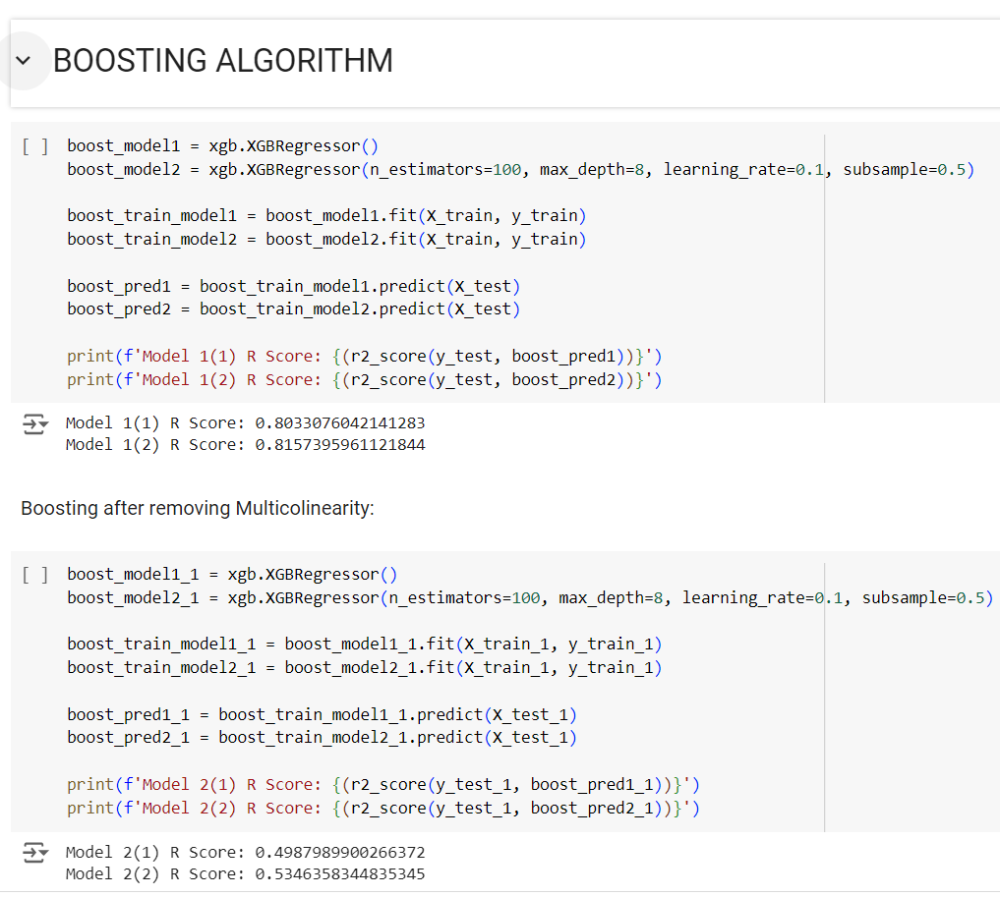 BOOSTING ALGORITHM
[ ] boost_model1 = xgb.XGBRegressor()
boost_model2 = xgb.XGBRegressor(n_estimators=100, max_depth=8, learning_rate=0.1, subsample=0.5)
boost_train_model1 = boost_model1.fit(X_train, y_train)
boost_train_model2 = boost_model2.fit(X_train, y_train)
boost_pred1 = boost_train_model1.predict(X_test)
boost_pred2 = boost_train_model2.predict(X_test)
print(f'Model 1(1) R Score: {(r2_score(y_test, boost_pred1))}')
print(f'Model 1(2) R Score: {(r2_score(y_test, boost_pred2))}')
Model 1(1) R Score: 0.8033076042141283
Model 1(2) R Score: 0.8157395961121844
Boosting after removing Multicolinearity:
[ ] boost_model1_1 = xgb.XGBRegressor()
boost_model2_1 = xgb.XGBRegressor(n_estimators=100, max_depth=8, learning_rate=0.1, subsample=0.5)
boost_train_model1_1 = boost_model1_1.fit(X_train_1, y_train_1)
boost_train_model2_1 = boost_model2_1.fit(X_train_1, y_train_1)
boost_pred1_1 = boost_train_model1_1.predict(X_test_1)
boost_pred2_1 = boost_train_model2_1.predict(X_test_1)
print(f'Model 2(1) R Score: {(r2_score(y_test_1, boost_pred1_1))}')
print(f'Model 2(2) R Score: {(r2_score(y_test_1, boost_pred2_1))}')
Model 2(1) R Score: 0.4987989900266372
Model 2(2) R Score: 0.5346358344835345